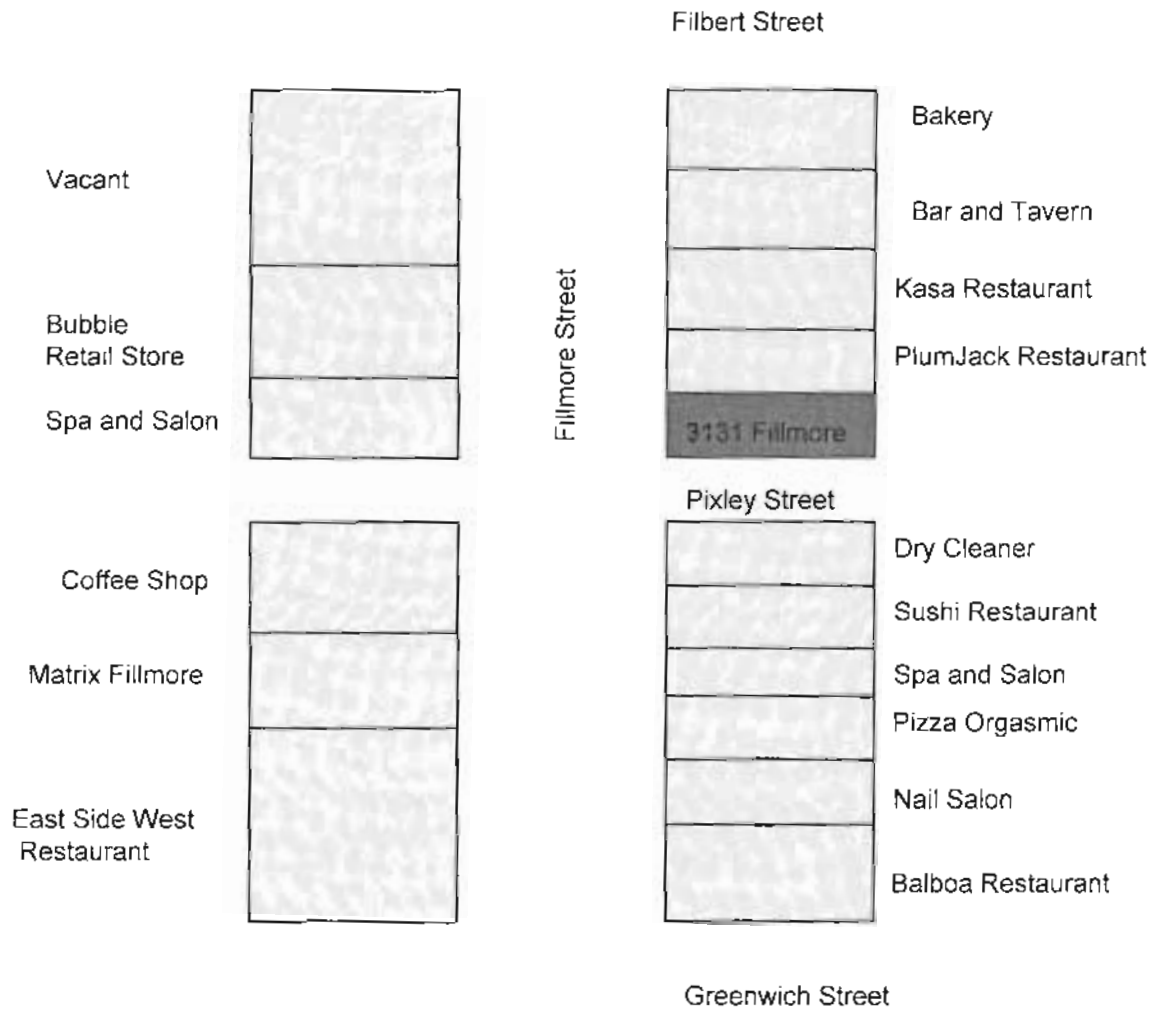 Filbert Street
Bakery
Vacant
Bar and Tavern
Kasa Restaurant
Bubble
Retail Store
Fillmore Street
PlumJack Restaurant
Spa and Salon
3131 Fillmore
Pixley Street
Dry Cleaner
Coffee Shop
Sushi Restaurant
Matrix Fillmore
Spa and Salon
Pizza Orgasmic
East Side West
Restaurant
Nail Salon
Balboa Restaurant
Greenwich Street